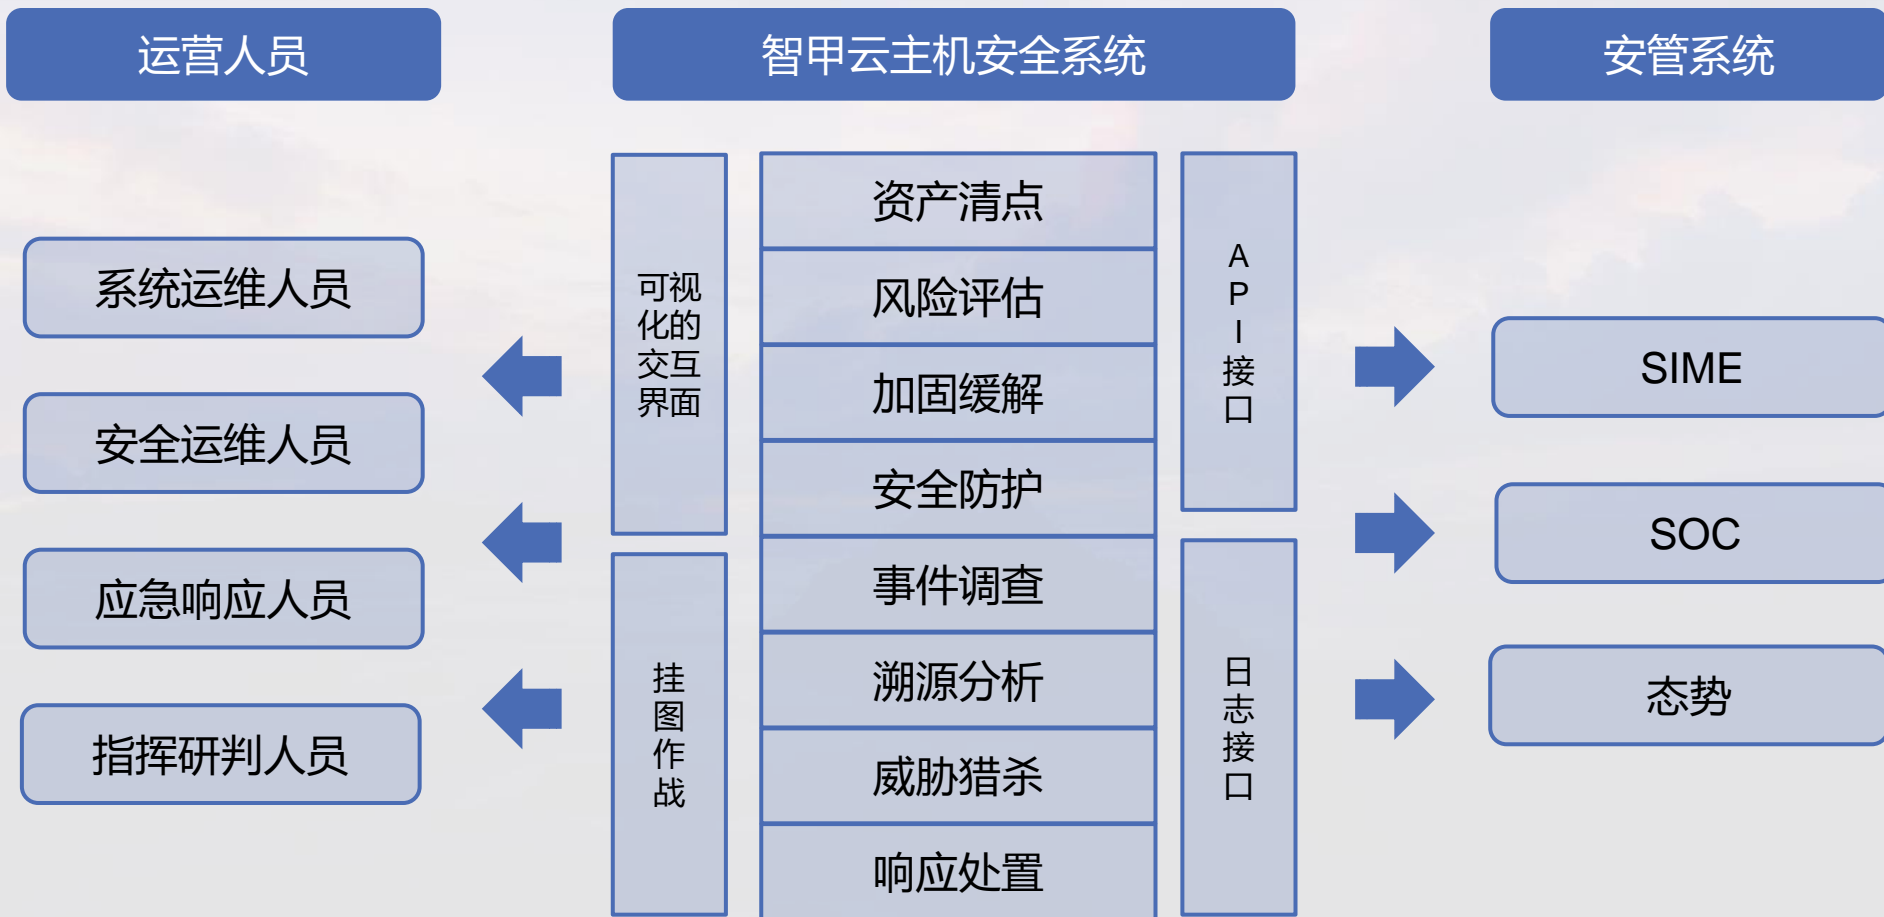 运营人员
智甲云主机安全系统
安管系统
系统运维人员
安全运维人员
应急响应人员
指挥研判人员
可视
化的
交互
界面
挂
图
作
战
资产清点
风险评估
加固缓解
安全防护
事件调查
溯源分析
威胁猎杀
响应处置
A
P
I
接
口
日
志
接
口
SIME
SOC
态势